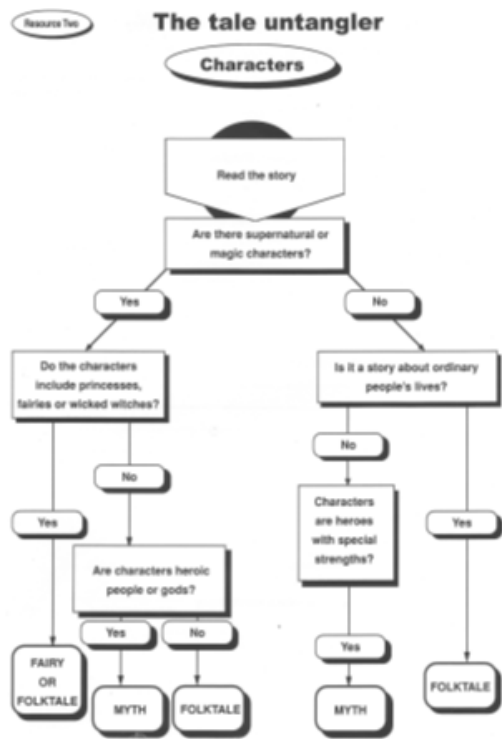 Resource Two
The tale untangler
Characters
Read the story
Are there supernatural or
magic characters?
Yes
No
Do the characters
include princesses,
fairies or wicked witches?
Is it a story about ordinary
people's lives?
No
No
Characters
are heroes
with special
strengths?
Yes
Yes
Are characters heroic
people or gods?
Yes
No
Yes
FAIRY
OR
FOLKTALE
MYTH
FOLKTALE
MYTH
FOLKTALE